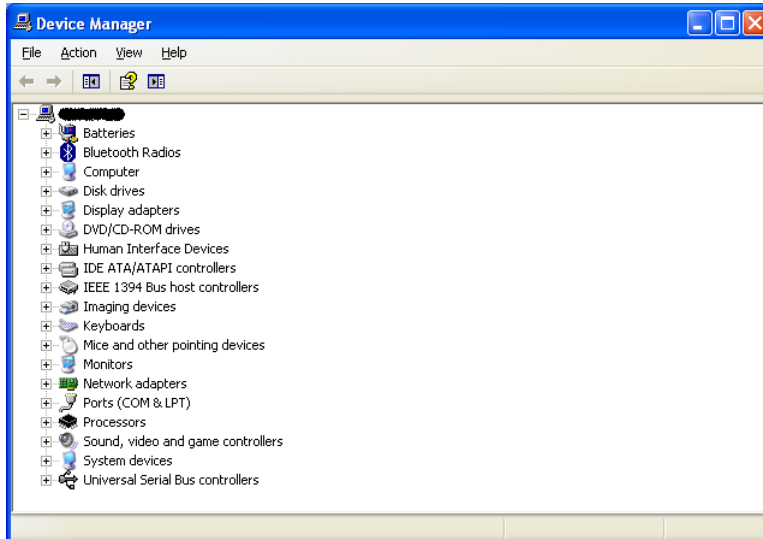 Device Manager
File Action View Help
Batteries
Bluetooth Radios
Computer
Disk drives
Display adapters
DVD/CD-ROM drives
Human Interface Devices
IDE ATA/ATAPI controllers
IEEE 1394 Bus host controllers
Imaging devices
Keyboards
Mice and other pointing devices
Monitors
Network adapters
Ports (COM & LPT)
Processors
Sound, video and game controllers
System devices
Universal Serial Bus controllers